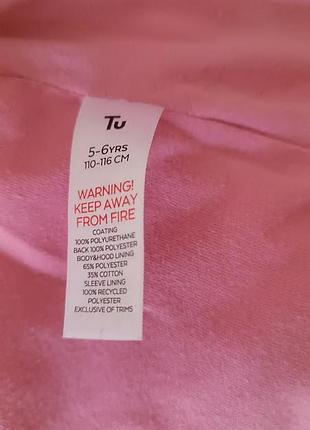 Tu
5-6YRS
110-116 CM
WARNING!
KEEP AWAY
FROM FIRE
COATING
100% POLYURETHANE
BACK 100% POLYESTER
BODY&HOOD LINING
65% POLYESTER
35% COTTON
SLEEVE LINING
100% RECYCLED
POLYESTER
EXCLUSIVE OF TRIMS